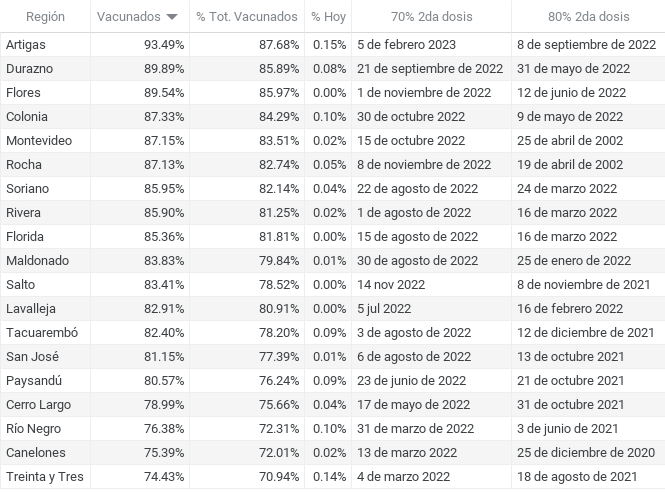 Región Vacunados % Tot. Vacunados % Hoy 70% 2da dosis 80% 2da dosis
Artigas 93.49% 87.68% 0.15% 5 de febrero 2023 8 de septiembre de 2022
Durazno 89.89% 85.89% 0.08% 21 de septiembre de 2022 31 de mayo de 2022
Flores 89.54% 85.97% 0.00% 1 de noviembre de 2022 12 de junio de 2022
Colonia 87.33% 84.29% 0.10% 30 de octubre 2022 9 de mayo de 2022
Montevideo 87.15% 83.51% 0.02% 15 de octubre 2022 25 de abril de 2002
Rocha 87.13% 82.74% 0.05% 8 de noviembre de 2022 19 de abril de 2002
Soriano 85.95% 82.14% 0.04% 22 de agosto de 2022 24 de marzo 2022
Rivera 85.90% 81.25% 0.02% 1 de agosto de 2022 16 de marzo de 2022
Florida 85.36% 81.81% 0.00% 15 de agosto de 2022 16 de marzo de 2022
Maldonado 83.83% 79.84% 0.01% 30 de agosto de 2022 25 de enero de 2022
Salto 83.41% 78.52% 0.00% 14 nov 2022 8 de noviembre de 2021
Lavalleja 82.91% 80.91% 0.00% 5 jul 2022 16 de febrero de 2022
Tacuarembó 82.40% 78.20% 0.09% 3 de agosto de 2022 12 de diciembre de 2021
San José 81.15% 77.39% 0.01% 6 de agosto de 2022 13 de octubre 2021
Paysandú 80.57% 76.24% 0.09% 23 de junio de 2022 21 de octubre de 2021
Cerro Largo 78.99% 75.66% 0.04% 17 de mayo de 2022 31 de octubre de 2021
Río Negro 76.38% 72.31% 0.10% 31 de marzo de 2022 3 de junio de 2021
Canelones 75.39% 72.01% 0.02% 13 de marzo de 2022 25 de diciembre de 2020
Treinta y Tres 74.43% 70.94% 0.14% 4 de marzo de 2022 18 de agosto de 2021